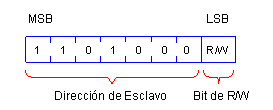 MSB LSB
1 1 0 1 0 0 0 R/W
Dirección de Esclavo Bit de R/W